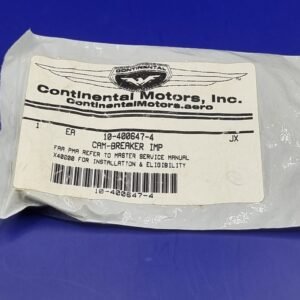 CONTINENTAL
Continental Motors, Inc.
ContinentalMotors.aero
1 EA 10-400647-4 JX
CAM-BREAKER IMP
FAA PMA REFER TO MASTER SERVICE MANUAL
X40000 FOR INSTALLATION & ELIGIBILITY
10-400647-4